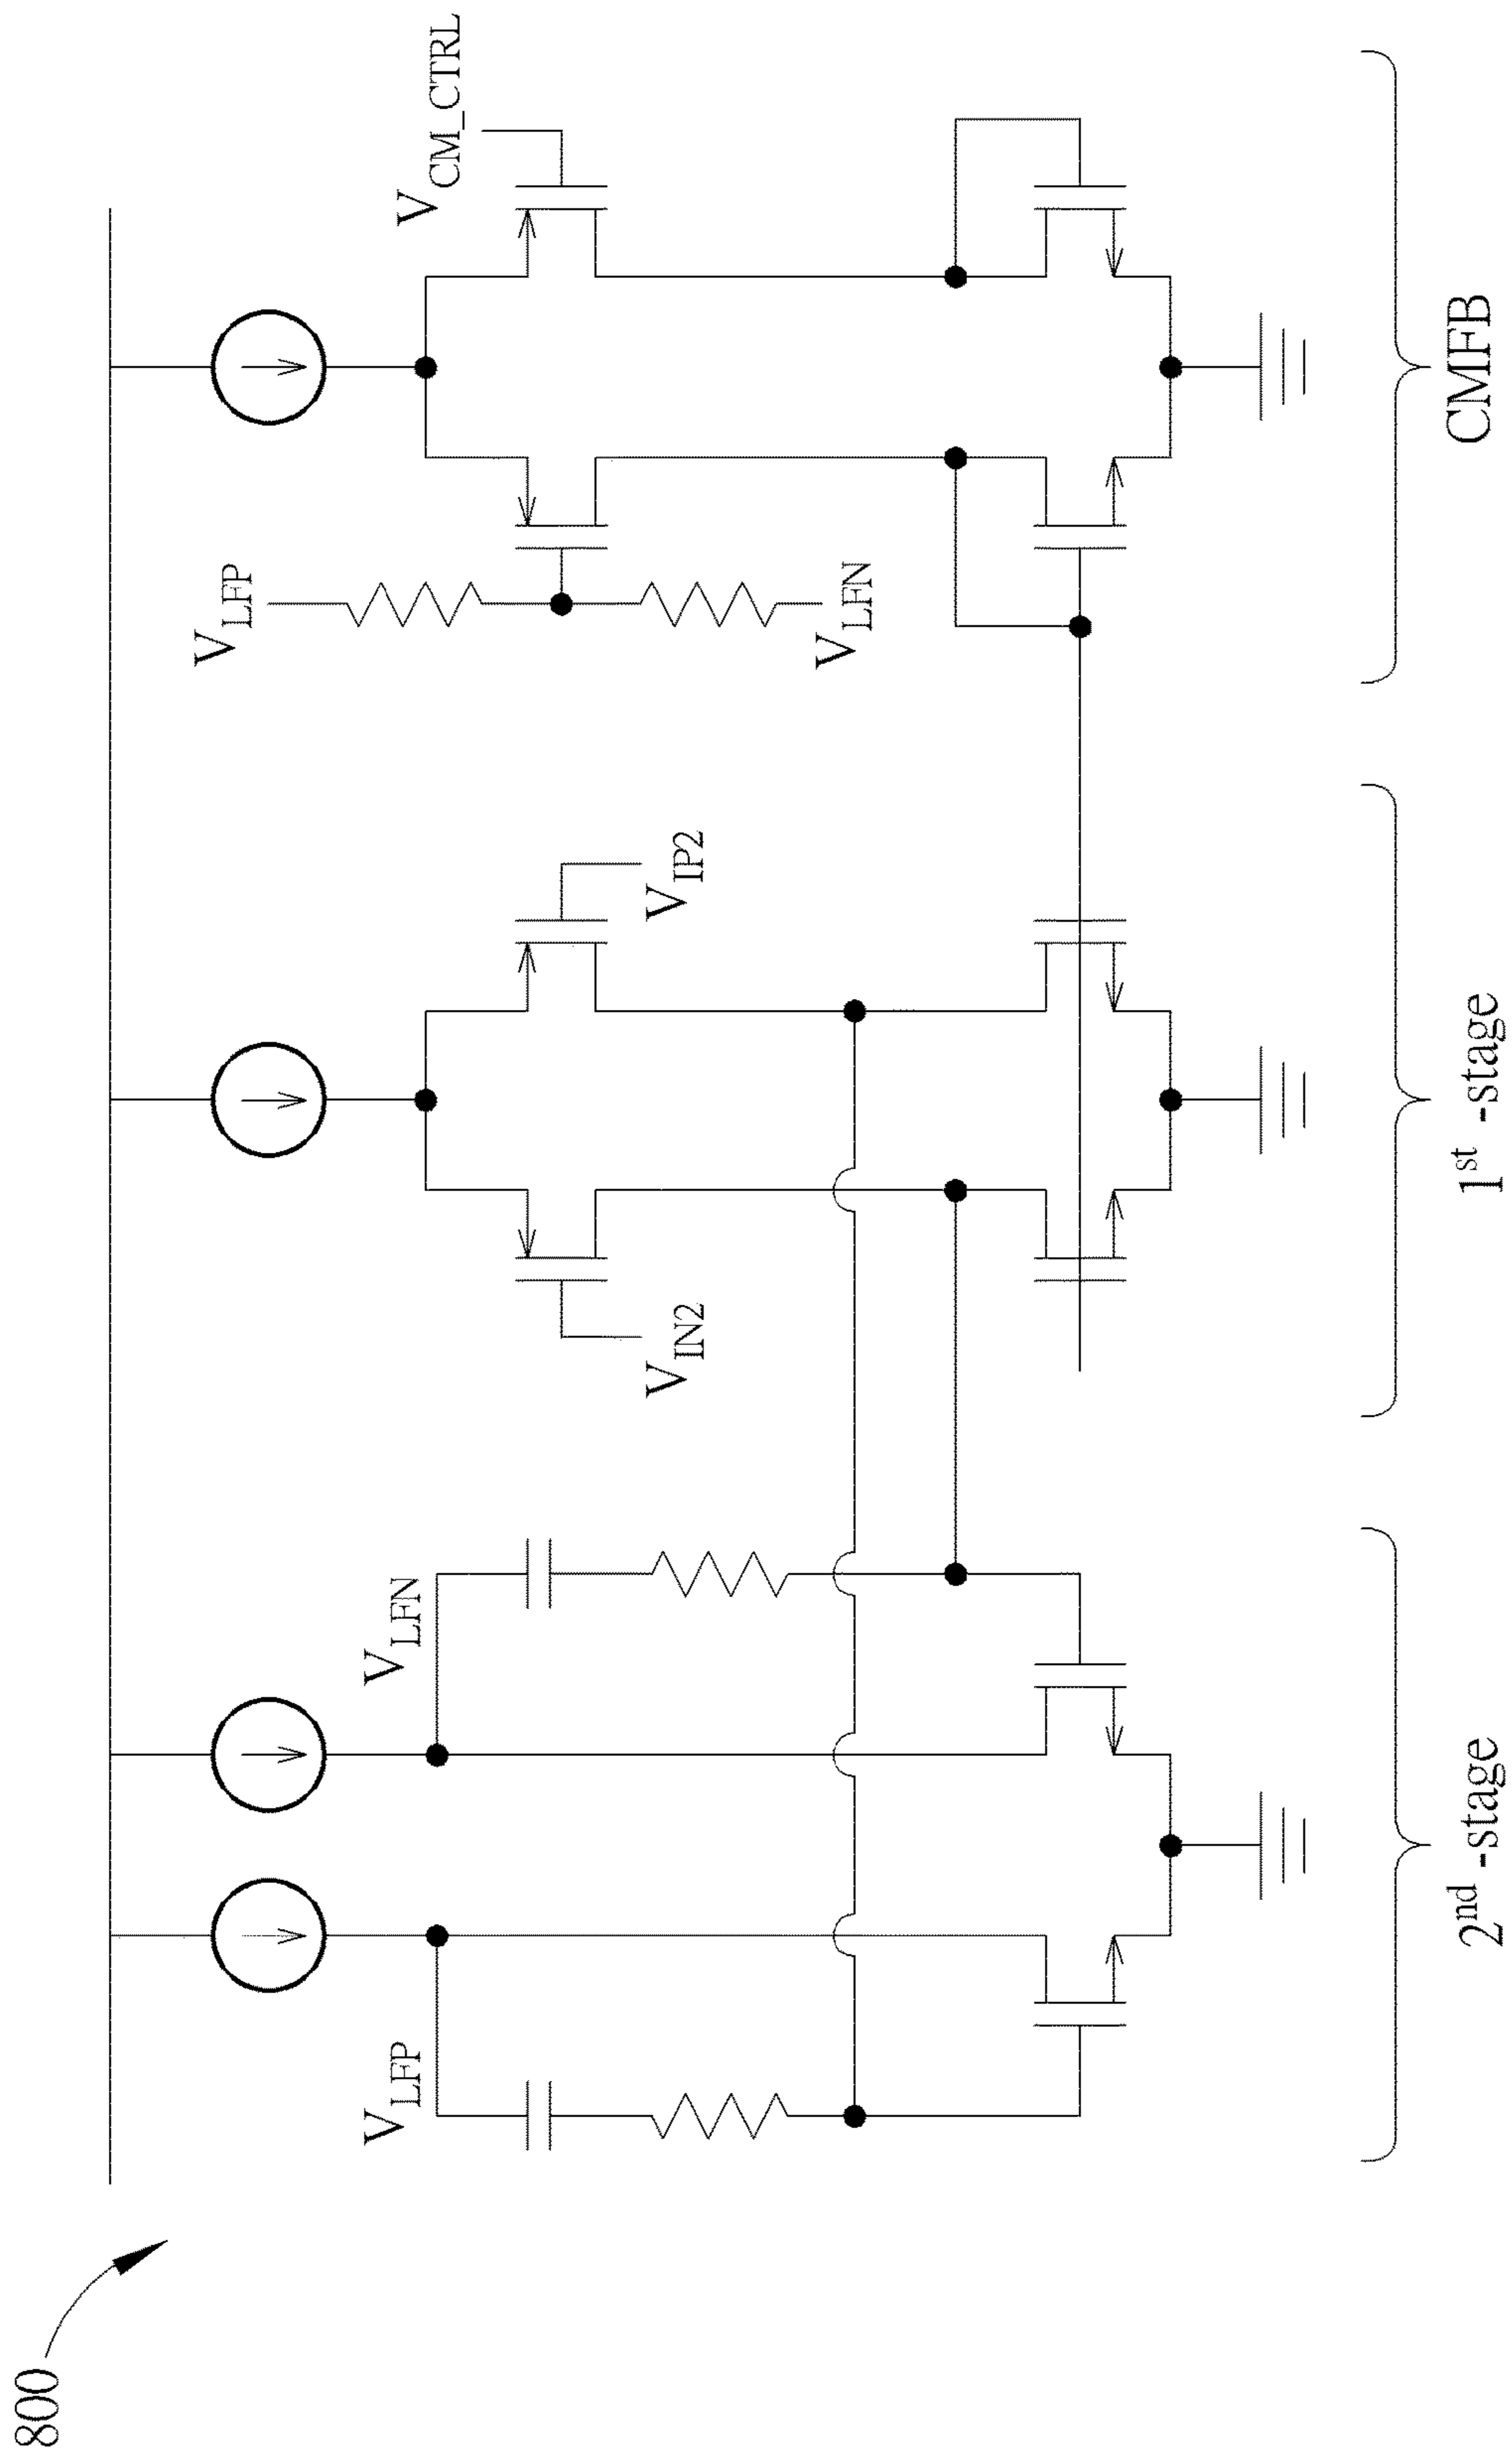 800
V_LFP
V_LFN
V_IN2
V_IP2
V_LFP
V_LFN
V_CM_CTRL
2nd -stage
1st -stage
CMFB